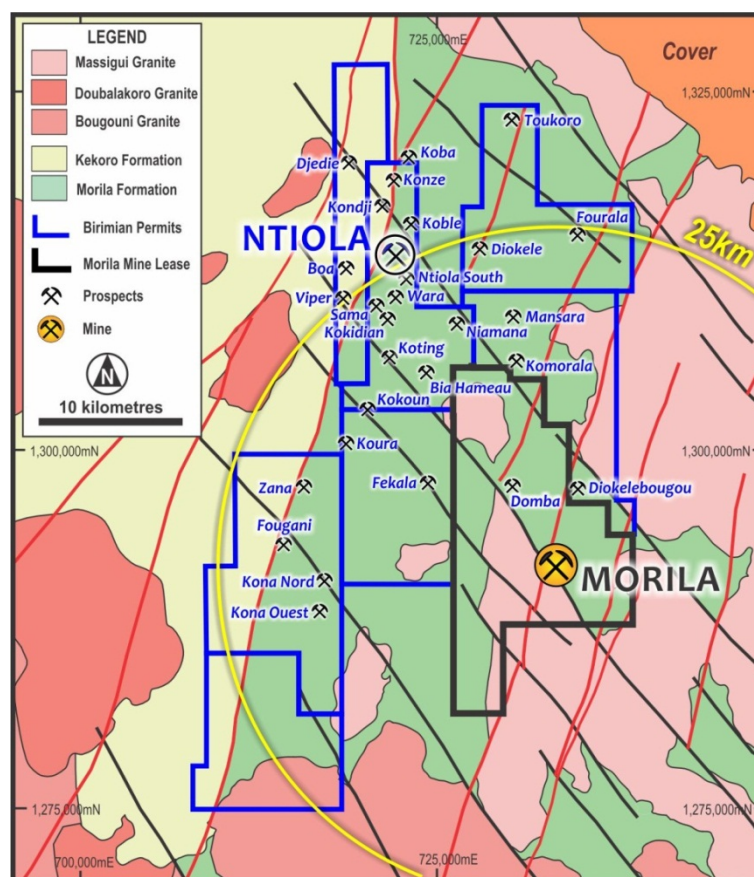 LEGEND
Massigui Granite
Doubalakoro Granite
Bougouni Granite
Kekoro Formation
Morila Formation
Birimian Permits
Morila Mine Lease
Prospects
Mine
N
10 kilometres
725,000mE
Cover
1,325,000mN
Toukoro
Djedie
Koba
Konze
Kondji
Koble
Fourala
25km
NTIOLA
Diokele
Boa
Ntiola South
Viper
Wara
Sama
Kokidian
Niamana
Mansara
Koting
Komorala
Bia Hameau
Kokoun
1,300,000mN
Koura
1,300,000mN
Zana
Fekala
Domba
Diokelebougou
Fougani
MORILA
Kona Nord
Kona Ouest
1,275,000mN
1,275,000mN
700,000mE
725,000mE